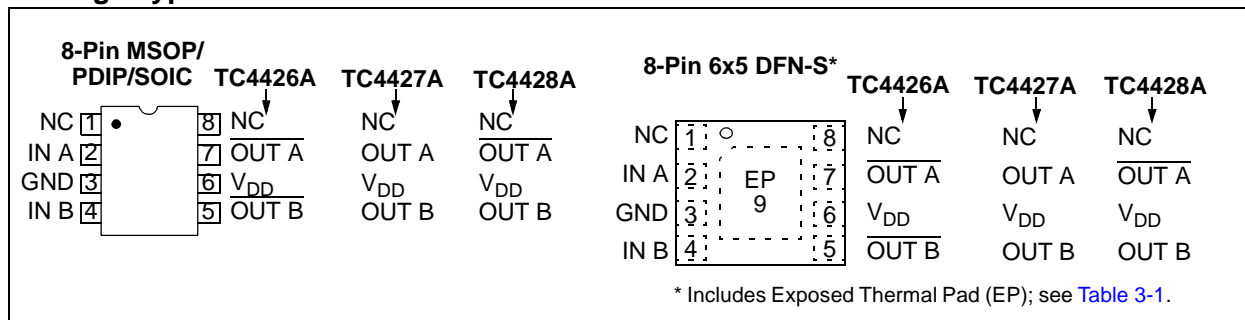 8-Pin MSOP/
PDIP/SOIC TC4426A TC4427A TC4428A
NC 1 8 NC NC NC
IN A 2 7 OUT A OUT A OUT A
GND 3 6 VDD VDD VDD
IN B 4 5 OUT B OUT B OUT B
8-Pin 6x5 DFN-S*
TC4426A TC4427A TC4428A
NC 1 8 NC NC NC
IN A 2 EP 7 OUT A OUT A OUT A
GND 3 9 6 VDD VDD VDD
IN B 4 5 OUT B OUT B OUT B
* Includes Exposed Thermal Pad (EP); see Table 3-1.